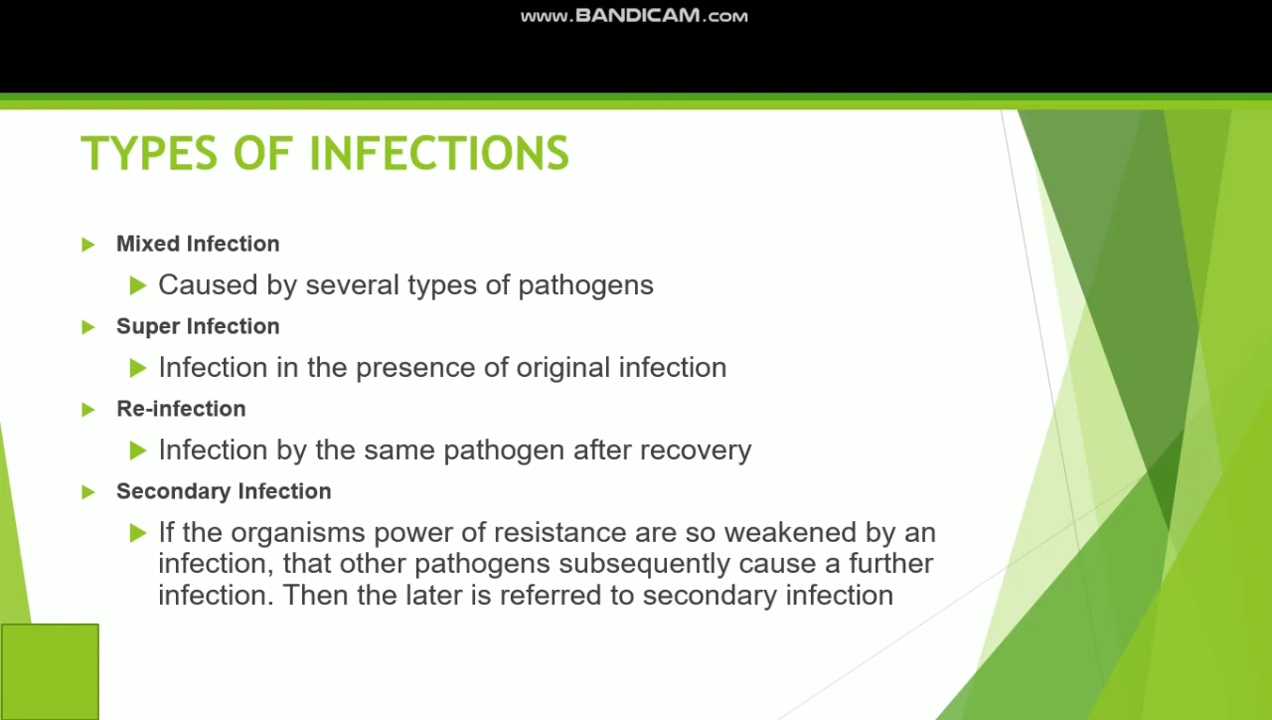 www.BANDICAM.com
TYPES OF INFECTIONS
Mixed Infection
Caused by several types of pathogens
Super Infection
Infection in the presence of original infection
Re-infection
Infection by the same pathogen after recovery
Secondary Infection
If the organisms power of resistance are so weakened by an
infection, that other pathogens subsequently cause a further
infection. Then the later is referred to secondary infection